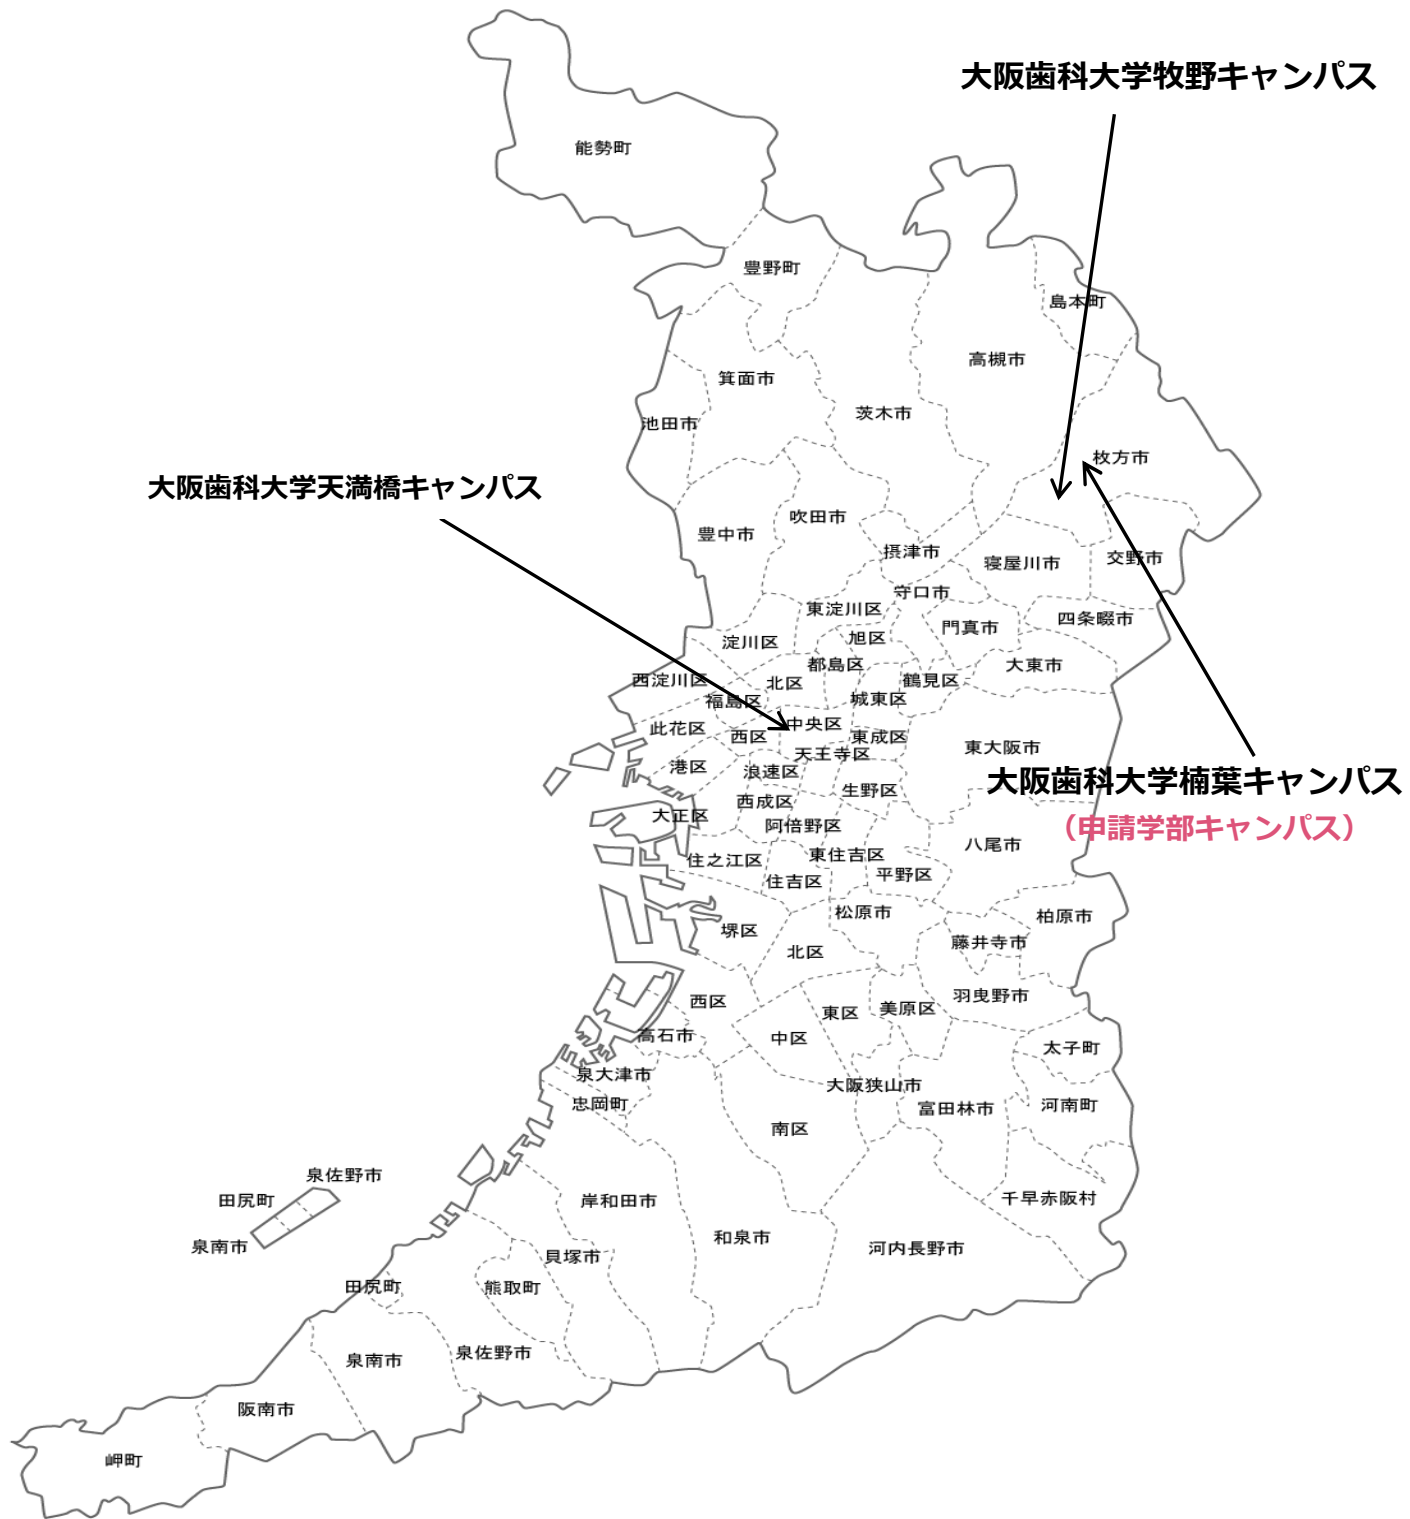 大阪歯科大学牧野キャンパス
能勢町
豊野町
島本町
高槻市
箕面市
茨木市
池田市
枚方市
大阪歯科大学天満橋キャンパス
吹田市
豊中市
摂津市
寝屋川市
交野市
守口市
東淀川区
四条畷市
門真市
旭区
淀川区
都島区
大東市
西淀川区
北区
鶴見区
福島区
城東区
此花区
中央区
西区
東成区
東大阪市
天王寺区
港区
浪速区
大阪歯科大学楠葉キャンパス
生野区
西成区
大正区
阿倍野区
（申請学部キャンパス）
八尾市
住之江区
東住吉区
平野区
住吉区
松原市
柏原市
堺区
藤井寺市
北区
羽曳野市
西区
美原区
東区
高石市
中区
太子町
泉大津市
大阪狭山市
忠岡町
富田林市
河南町
南区
泉佐野市
田尻町
岸和田市
千早赤阪村
和泉市
泉南市
河内長野市
貝塚市
田尻町
熊取町
泉佐野市
泉南市
阪南市
岬町